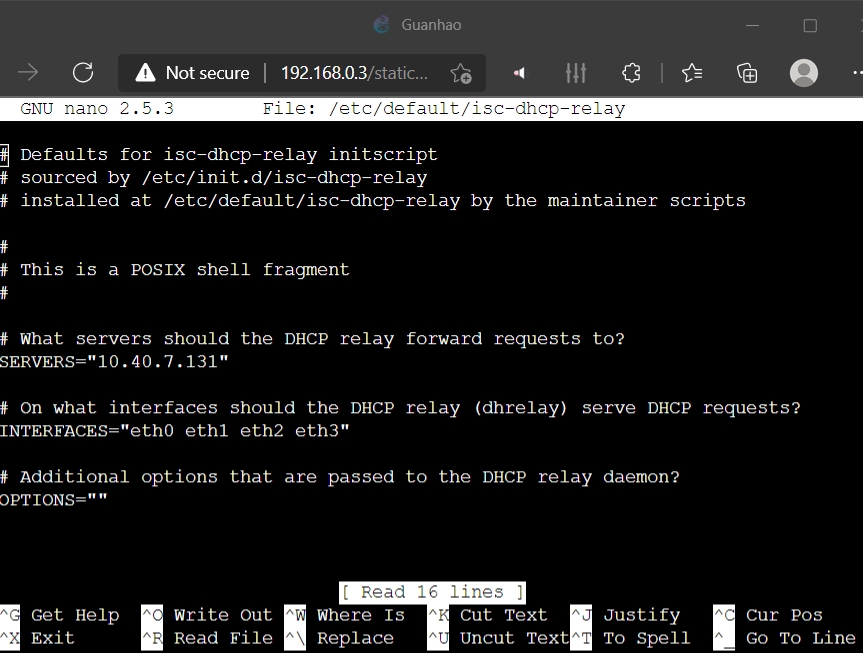 Guanhao
Not secure | 192.168.0.3/static...
GNU nano 2.5.3 File: /etc/default/isc-dhcp-relay
# Defaults for isc-dhcp-relay initscript
# sourced by /etc/init.d/isc-dhcp-relay
# installed at /etc/default/isc-dhcp-relay by the maintainer scripts
#
# This is a POSIX shell fragment
#
# What servers should the DHCP relay forward requests to?
SERVERS="10.40.7.131"
# On what interfaces should the DHCP relay (dhrelay) serve DHCP requests?
INTERFACES="eth0 eth1 eth2 eth3"
# Additional options that are passed to the DHCP relay daemon?
OPTIONS=""
[ Read 16 lines ]
^G Get Help ^O Write Out ^W Where Is ^K Cut Text ^J Justify ^C Cur Pos
^X Exit ^R Read File ^\ Replace ^U Uncut Text ^T To Spell ^_ Go To Line